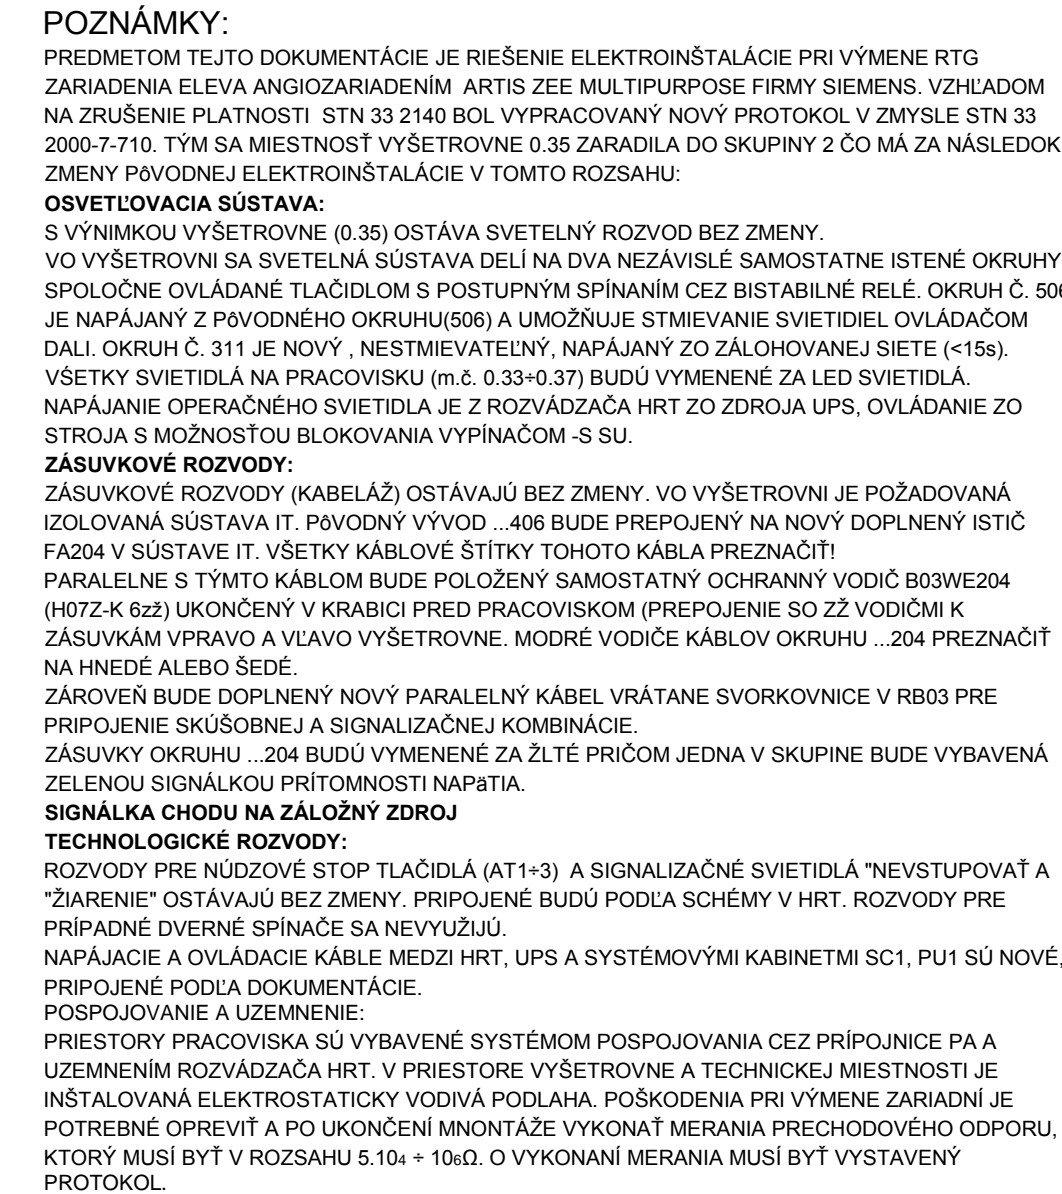 POZNÁMKY:
PREDMETOM TEJTO DOKUMENTÁCIE JE RIEŠENIE ELEKTROINŠTALÁCIE PRI VÝMENE RTG
ZARIADENIA ELEVA ANGIOZARIADENÍM  ARTIS ZEE MULTIPURPOSE FIRMY SIEMENS. VZHĽADOM
NA ZRUŠENIE PLATNOSTI  STN 33 2140 BOL VYPRACOVANÝ NOVÝ PROTOKOL V ZMYSLE STN 33
2000-7-710. TÝM SA MIESTNOSŤ VYŠETROVNE 0.35 ZARADILA DO SKUPINY 2 ČO MÁ ZA NÁSLEDOK
ZMENY PôVODNEJ ELEKTROINŠTALÁCIE V TOMTO ROZSAHU:
OSVETĽOVACIA SÚSTAVA:
S VÝNIMKOU VYŠETROVNE (0.35) OSTÁVA SVETELNÝ ROZVOD BEZ ZMENY.
VO VYŠETROVNI SA SVETELNÁ SÚSTAVA DELÍ NA DVA NEZÁVISLÉ SAMOSTATNE ISTENÉ OKRUHY
SPOLOČNE OVLÁDANÉ TLAČIDLOM S POSTUPNÝM SPÍNANÍM CEZ BISTABILNÉ RELÉ. OKRUH Č. 506
JE NAPÁJANÝ Z PôVODNÉHO OKRUHU(506) A UMOŽŇUJE STMIEVANIE SVIETIDIEL OVLÁDAČOM
DALI. OKRUH Č. 311 JE NOVÝ , NESTMIEVATEĽNÝ, NAPÁJANÝ ZO ZÁLOHOVANEJ SIETE (<15s).
VŚETKY SVIETIDLÁ NA PRACOVISKU (m.č. 0.33÷0.37) BUDÚ VYMENENÉ ZA LED SVIETIDLÁ.
NAPÁJANIE OPERAČNÉHO SVIETIDLA JE Z ROZVÁDZAČA HRT ZO ZDROJA UPS, OVLÁDANIE ZO
STROJA S MOŽNOSŤOU BLOKOVANIA VYPÍNAČOM -S SU.
ZÁSUVKOVÉ ROZVODY:
ZÁSUVKOVÉ ROZVODY (KABELÁŽ) OSTÁVAJÚ BEZ ZMENY. VO VYŠETROVNI JE POŽADOVANÁ
IZOLOVANÁ SÚSTAVA IT. PôVODNÝ VÝVOD ...406 BUDE PREPOJENÝ NA NOVÝ DOPLNENÝ ISTIČ
FA204 V SÚSTAVE IT. VŠETKY KÁBLOVÉ ŠTÍTKY TOHOTO KÁBLA PREZNAČIŤ!
PARALELNE S TÝMTO KÁBLOM BUDE POLOŽENÝ SAMOSTATNÝ OCHRANNÝ VODIČ B03WE204
(H07Z-K 6zž) UKONČENÝ V KRABICI PRED PRACOVISKOM (PREPOJENIE SO ZŽ VODIČMI K
ZÁSUVKÁM VPRAVO A VĽAVO VYŠETROVNE. MODRÉ VODIČE KÁBLOV OKRUHU ...204 PREZNAČIŤ
NA HNEDÉ ALEBO ŠEDÉ.
ZÁROVEŇ BUDE DOPLNENÝ NOVÝ PARALELNÝ KÁBEL VRÁTANE SVORKOVNICE V RB03 PRE
PRIPOJENIE SKÚŠOBNEJ A SIGNALIZAČNEJ KOMBINÁCIE.
ZÁSUVKY OKRUHU ...204 BUDÚ VYMENENÉ ZA ŽLTÉ PRIČOM JEDNA V SKUPINE BUDE VYBAVENÁ
ZELENOU SIGNÁLKOU PRÍTOMNOSTI NAPäTIA.
SIGNÁLKA CHODU NA ZÁLOŽNÝ ZDROJ
TECHNOLOGICKÉ ROZVODY:
ROZVODY PRE NÚDZOVÉ STOP TLAČIDLÁ (AT1÷3)  A SIGNALIZAČNÉ SVIETIDLÁ "NEVSTUPOVAŤ A
"ŽIARENIE" OSTÁVAJÚ BEZ ZMENY. PRIPOJENÉ BUDÚ PODĽA SCHÉMY V HRT. ROZVODY PRE
PRÍPADNÉ DVERNÉ SPÍNAČE SA NEVYUŽIJÚ.
NAPÁJACIE A OVLÁDACIE KÁBLE MEDZI HRT, UPS A SYSTÉMOVÝMI KABINETMI SC1, PU1 SÚ NOVÉ,
PRIPOJENÉ PODĽA DOKUMENTÁCIE.
POSPOJOVANIE A UZEMNENIE:
PRIESTORY PRACOVISKA SÚ VYBAVENÉ SYSTÉMOM POSPOJOVANIA CEZ PRÍPOJNICE PA A
UZEMNENÍM ROZVÁDZAČA HRT. V PRIESTORE VYŠETROVNE A TECHNICKEJ MIESTNOSTI JE
INŠTALOVANÁ ELEKTROSTATICKY VODIVÁ PODLAHA. POŠKODENIA PRI VÝMENE ZARIADNÍ JE
POTREBNÉ OPREVIŤ A PO UKONČENÍ MNONTÁŽE VYKONAŤ MERANIA PRECHODOVÉHO ODPORU,
KTORÝ MUSÍ BYŤ V ROZSAHU 5.10₄ ÷ 10₆Ω. O VYKONANÍ MERANIA MUSÍ BYŤ VYSTAVENÝ
PROTOKOL.